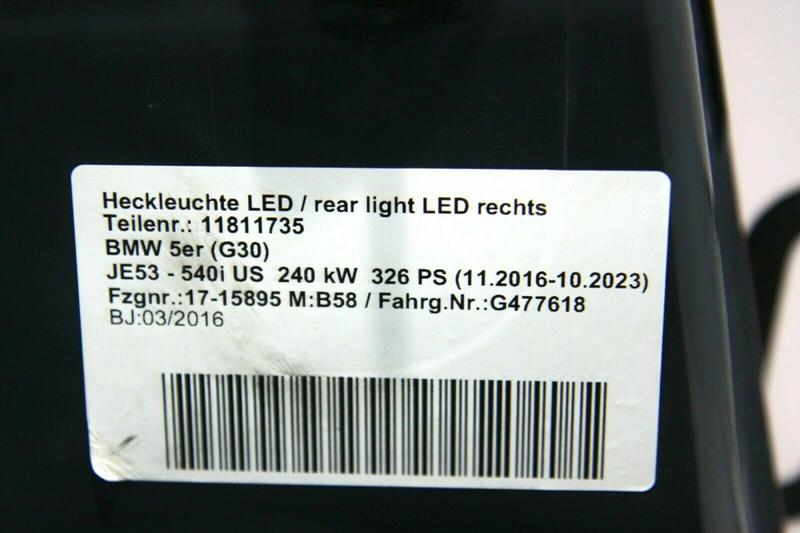 Heckleuchte LED / rear light LED rechts
Teilenr.: 11811735
BMW 5er (G30)
JE53 - 540i US 240 kW 326 PS (11.2016-10.2023)
Fzgnr.:17-15895 M:B58 / Fahrg.Nr.:G477618
BJ:03/2016